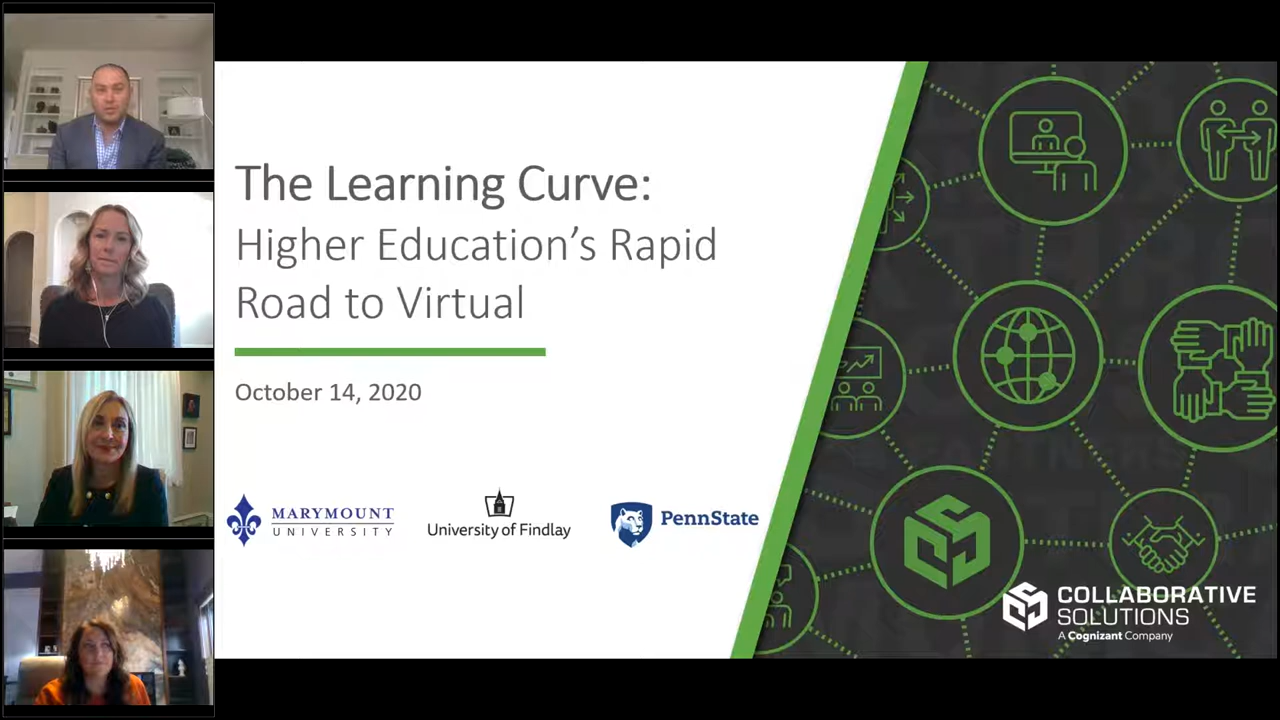 The Learning Curve:
Higher Education's Rapid
Road to Virtual
October 14, 2020
MARYMOUNT
UNIVERSITY
University of Findlay
PennState
COLLABORATIVE
SOLUTIONS
A Cognizant Company